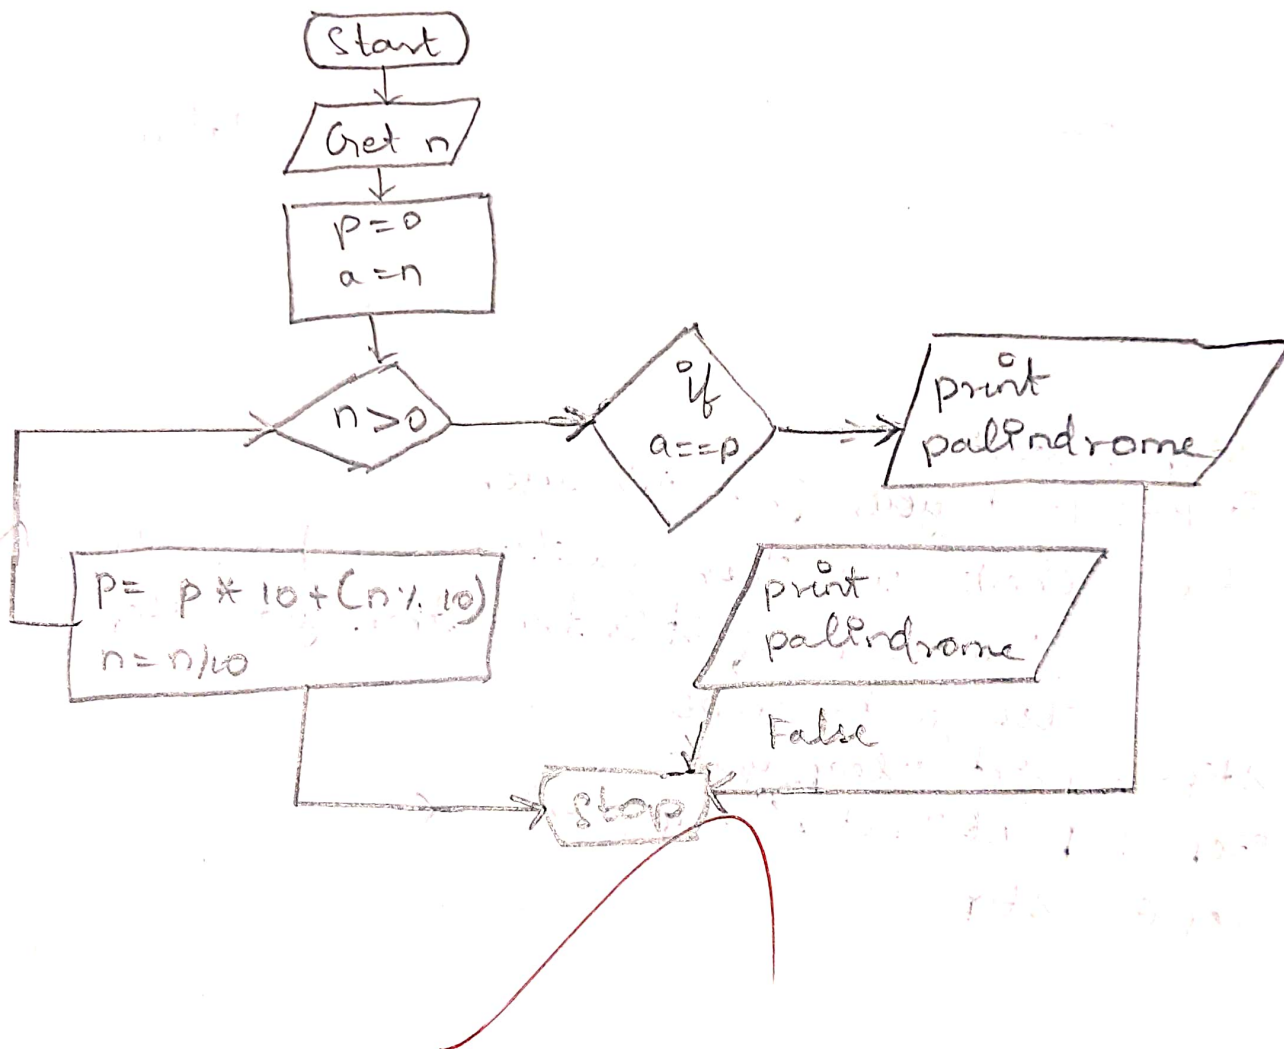 Start
Get n
p=0
a=n
n>0
if
a==p
print
palindrome
p= p * 10+(n% 10)
n=n/10
print
palindrome
False
Stop